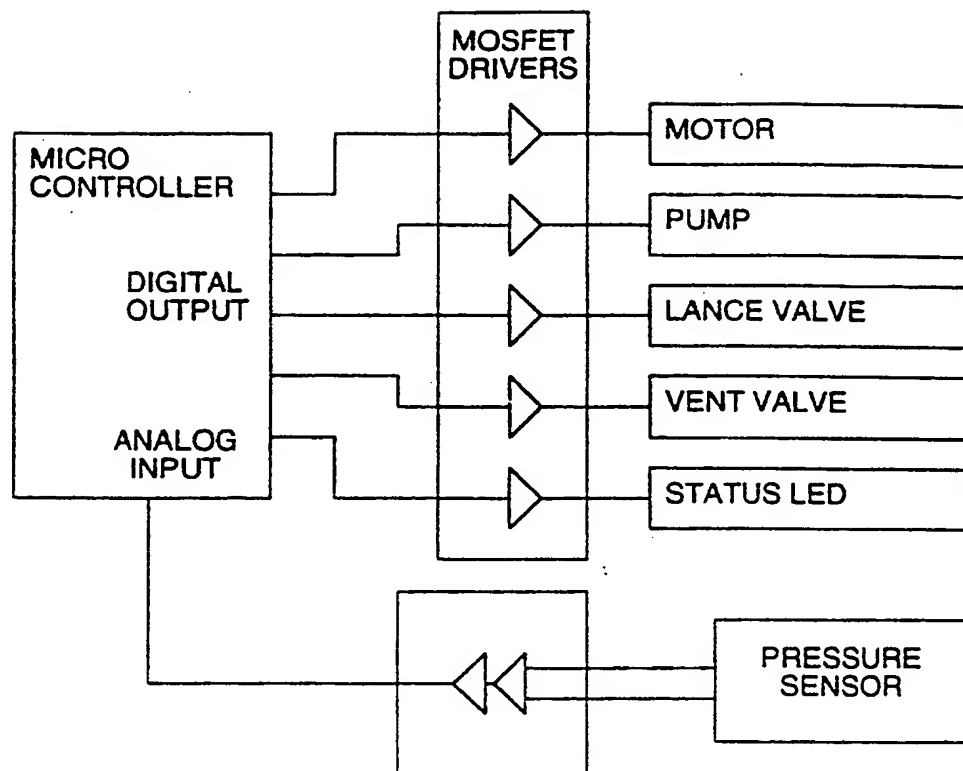 MOSFET
DRIVERS
MOTOR
MICRO
CONTROLLER
PUMP
DIGITAL
OUTPUT
LANCE VALVE
VENT VALVE
ANALOG
INPUT
STATUS LED
PRESSURE
SENSOR